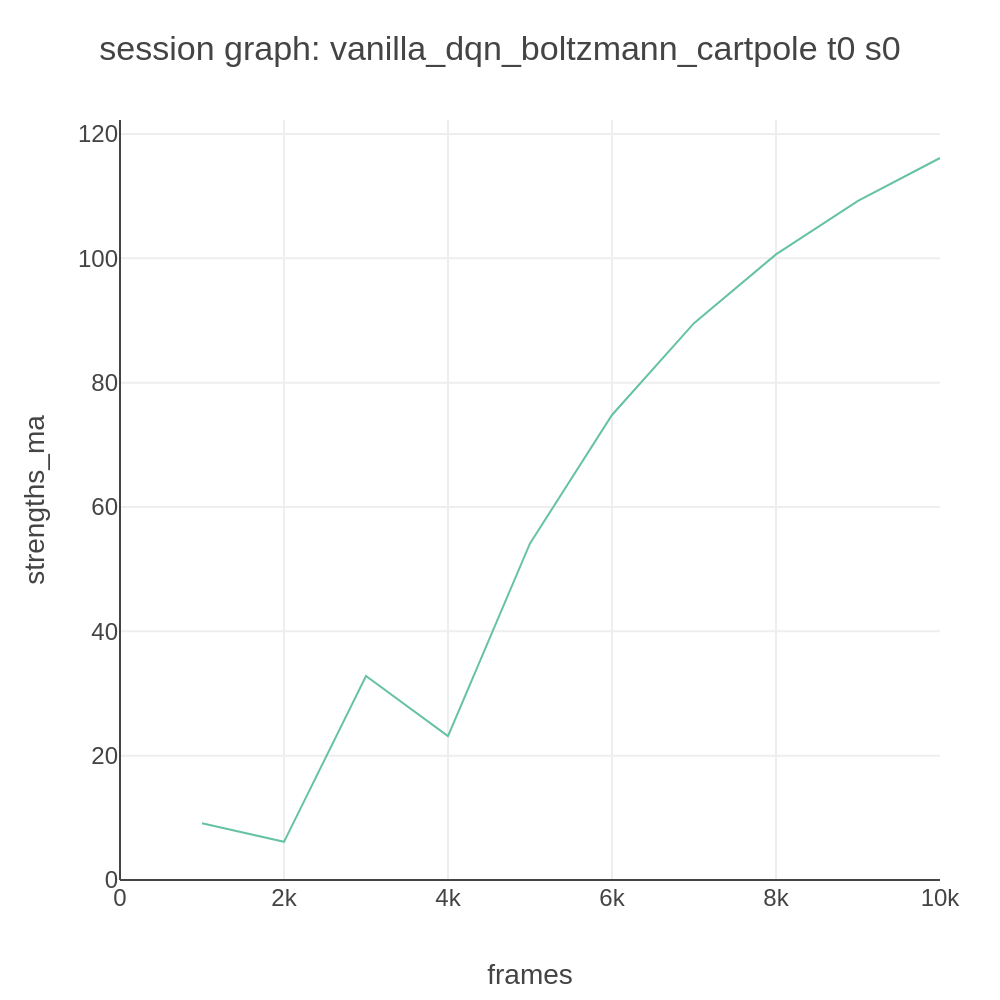 session graph: vanilla_dqn_boltzmann_cartpole t0 s0
120
100
80
60
40
20
0
strengths_ma
0 2k 4k 6k 8k 10k
frames